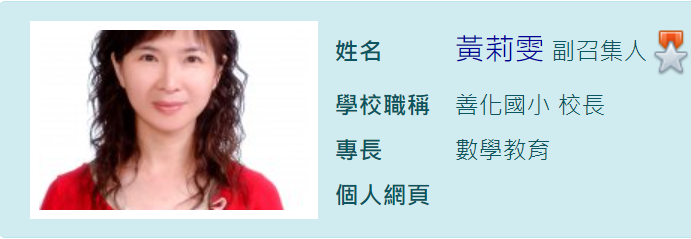 姓名 黃莉雯 副召集人
學校職稱 善化國小 校長
專長 數學教育
個人網頁